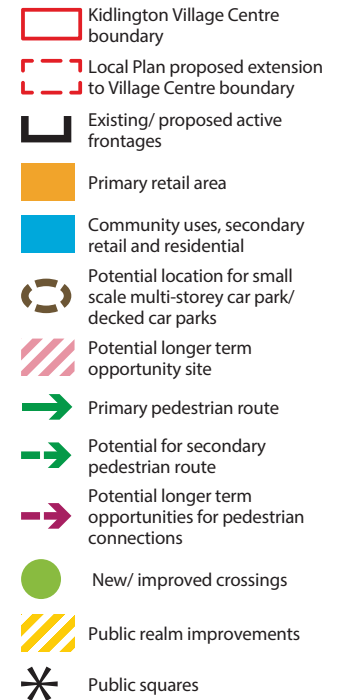 Kidlington Village Centre
boundary
Local Plan proposed extension
to Village Centre boundary
Existing/ proposed active
frontages
Primary retail area
Community uses, secondary
retail and residential
Potential location for small
scale multi-storey car park/
decked car parks
Potential longer term
opportunity site
Primary pedestrian route
Potential for secondary
pedestrian route
Potential longer term
opportunities for pedestrian
connections
New/ improved crossings
Public realm improvements
Public squares